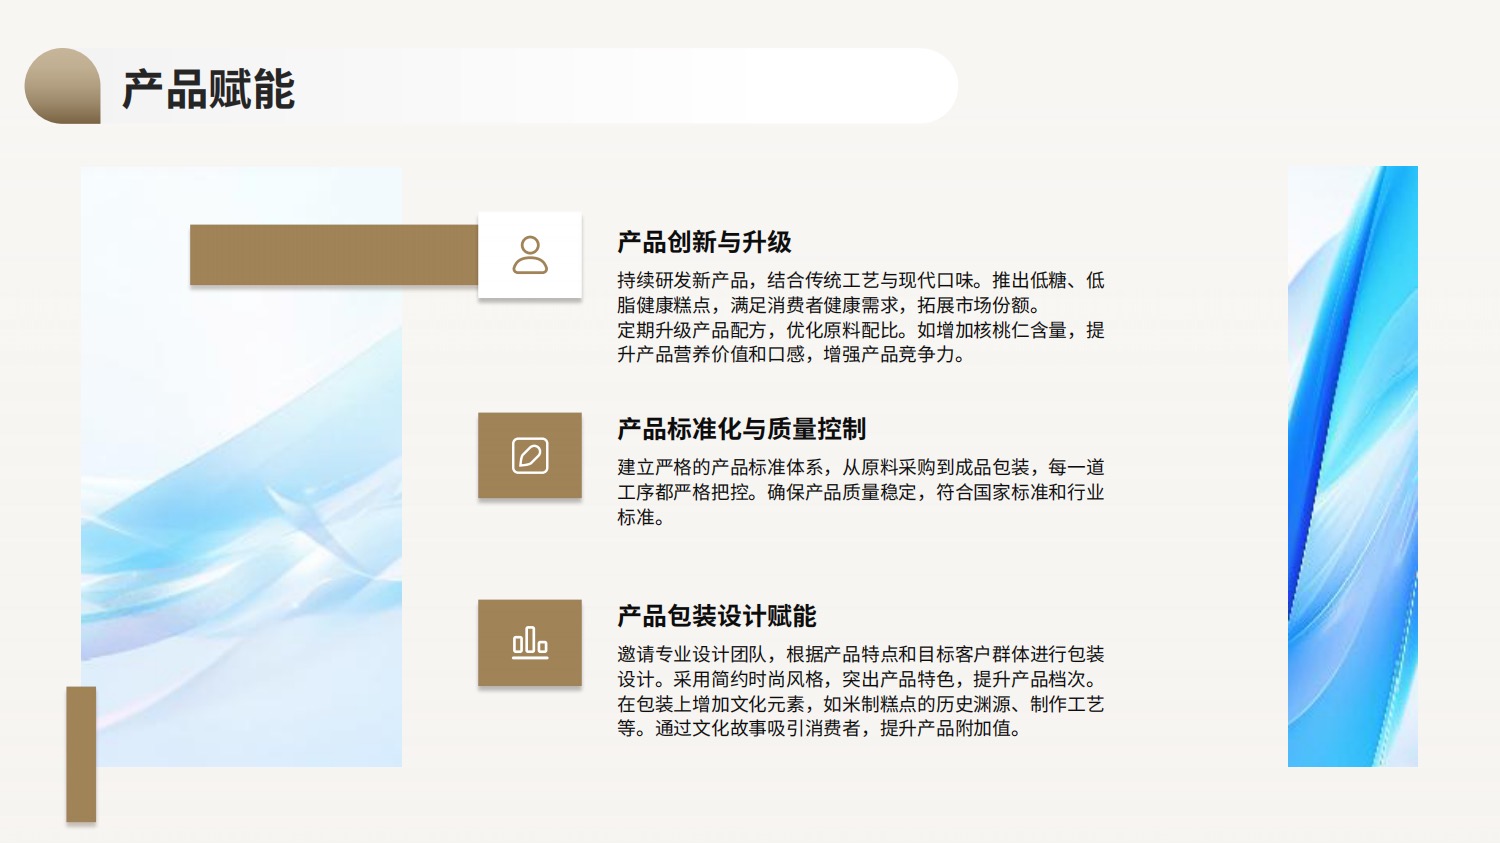 产品赋能
产品创新与升级
持续研发新产品，结合传统工艺与现代口味。推出低糖、低
脂健康糕点，满足消费者健康需求，拓展市场份额。
定期升级产品配方，优化原料配比。如增加核桃仁含量，提
升产品营养价值和口感，增强产品竞争力。
产品标准化与质量控制
建立严格的产品标准体系，从原料采购到成品包装，每一道
工序都严格把控。确保产品质量稳定，符合国家标准和行业
标准。
产品包装设计赋能
邀请专业设计团队，根据产品特点和目标客户群体进行包装
设计。采用简约时尚风格，突出产品特色，提升产品档次。
在包装上增加文化元素，如米制糕点的历史渊源、制作工艺
等。通过文化故事吸引消费者，提升产品附加值。